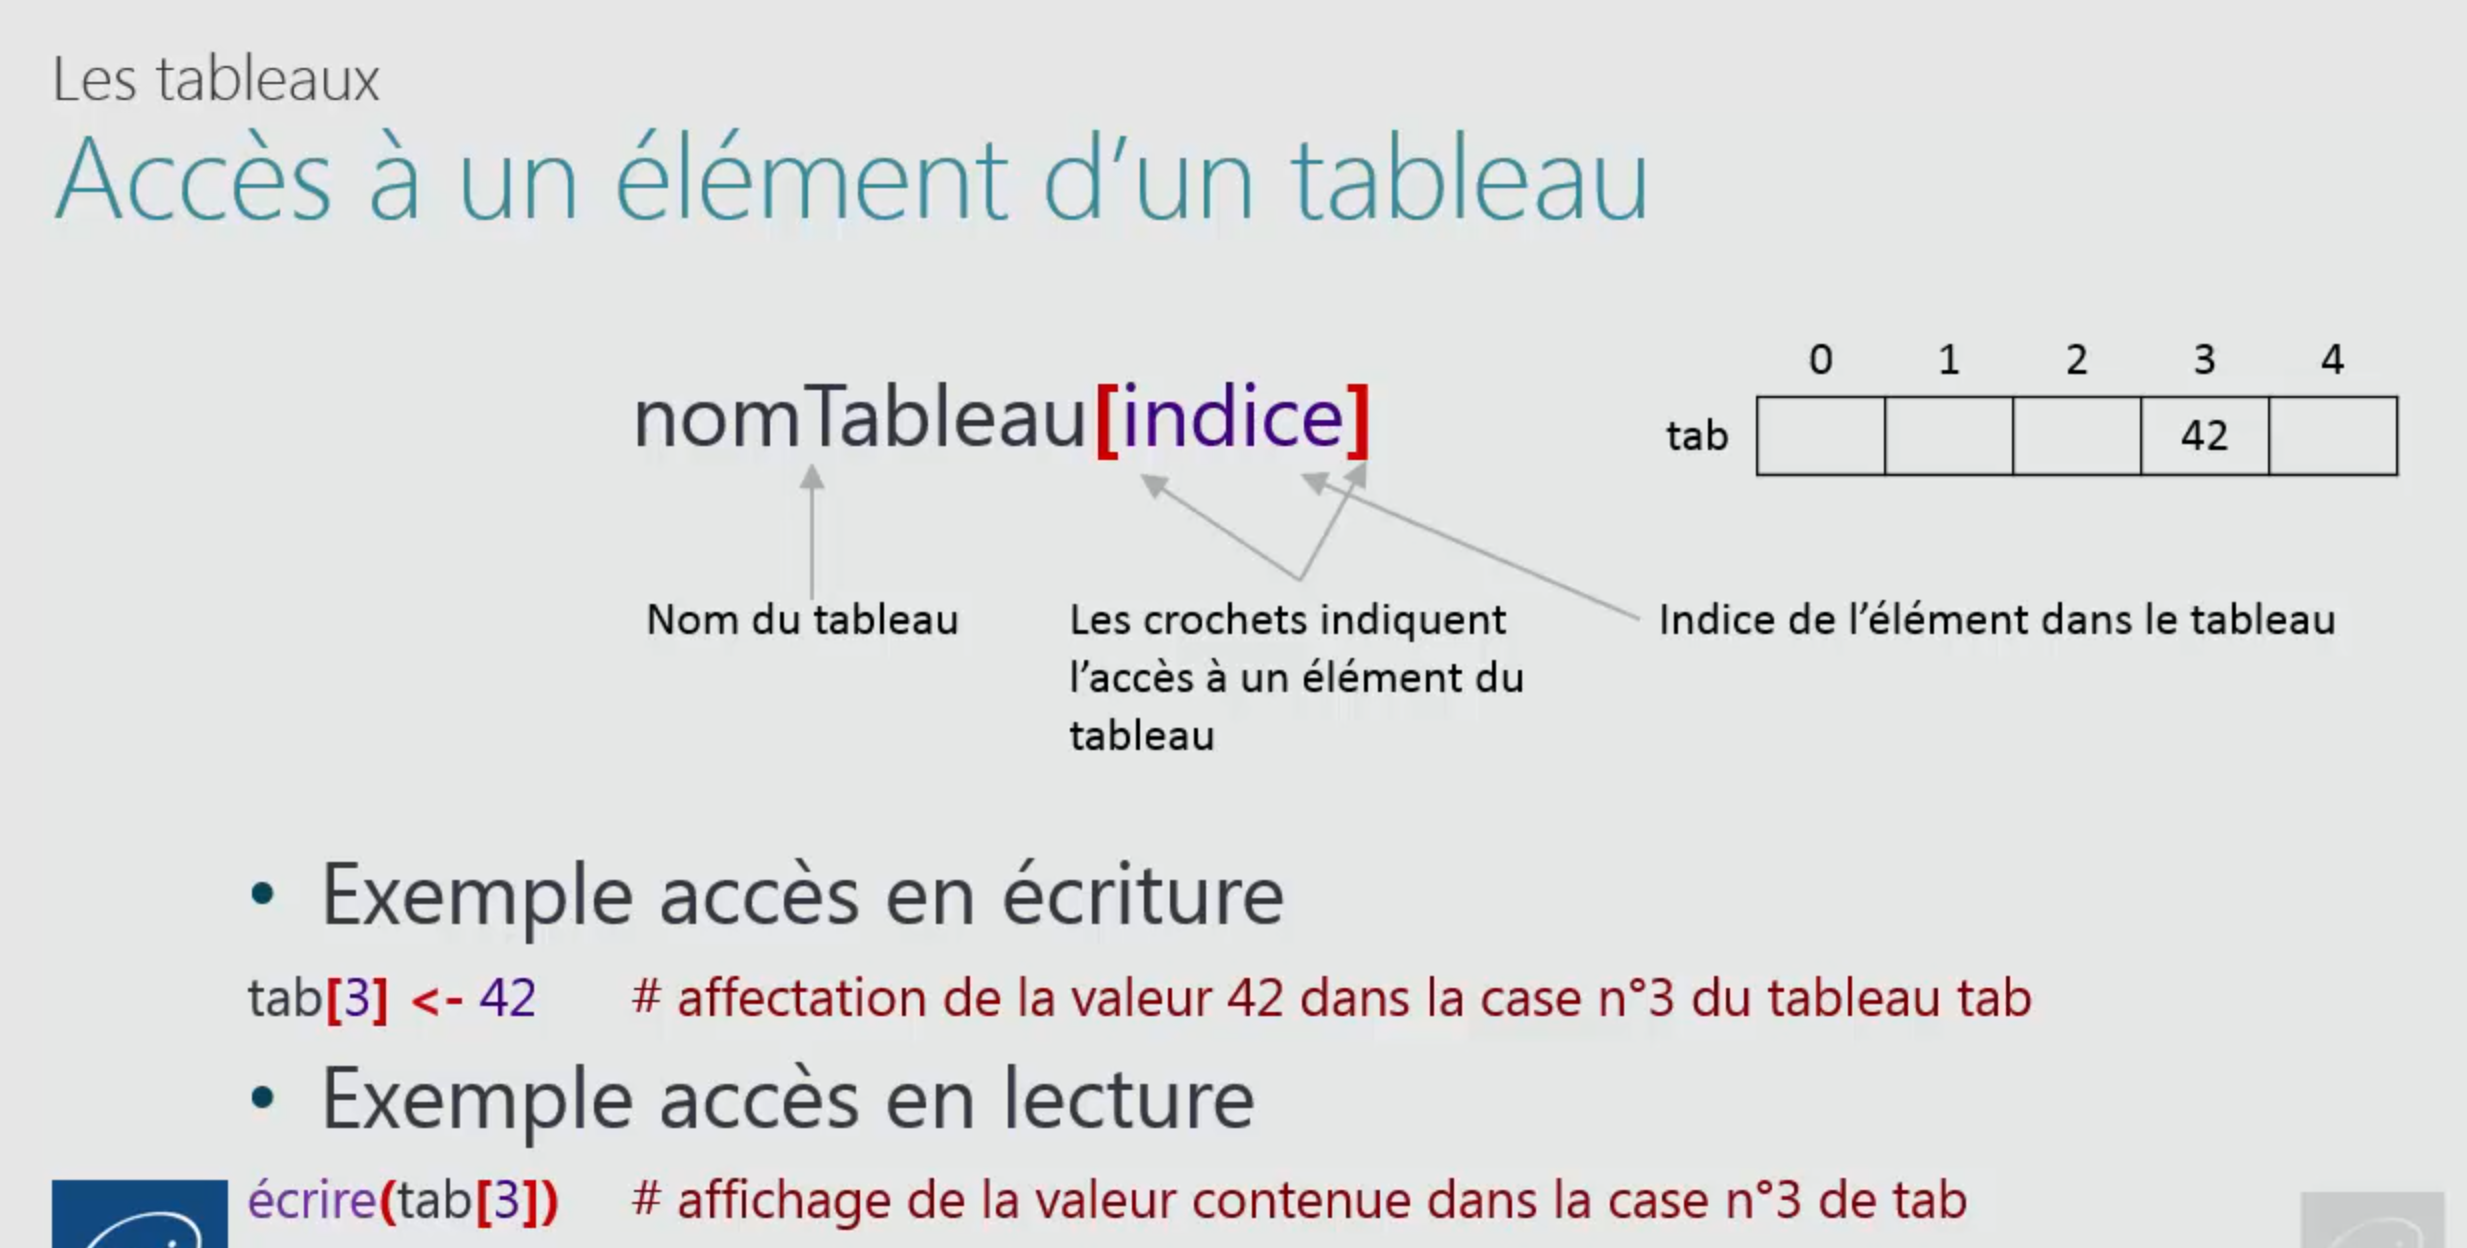 Les tableaux
Accès à un élément d’un tableau
0 1 2 3 4
nomTableau[indice]
tab 42
Nom du tableau
Les crochets indiquent
l’accès à un élément du
tableau
Indice de l’élément dans le tableau
• Exemple accès en écriture
tab[3] <- 42 # affectation de la valeur 42 dans la case n°3 du tableau tab
• Exemple accès en lecture
écrire(tab[3]) # affichage de la valeur contenue dans la case n°3 de tab